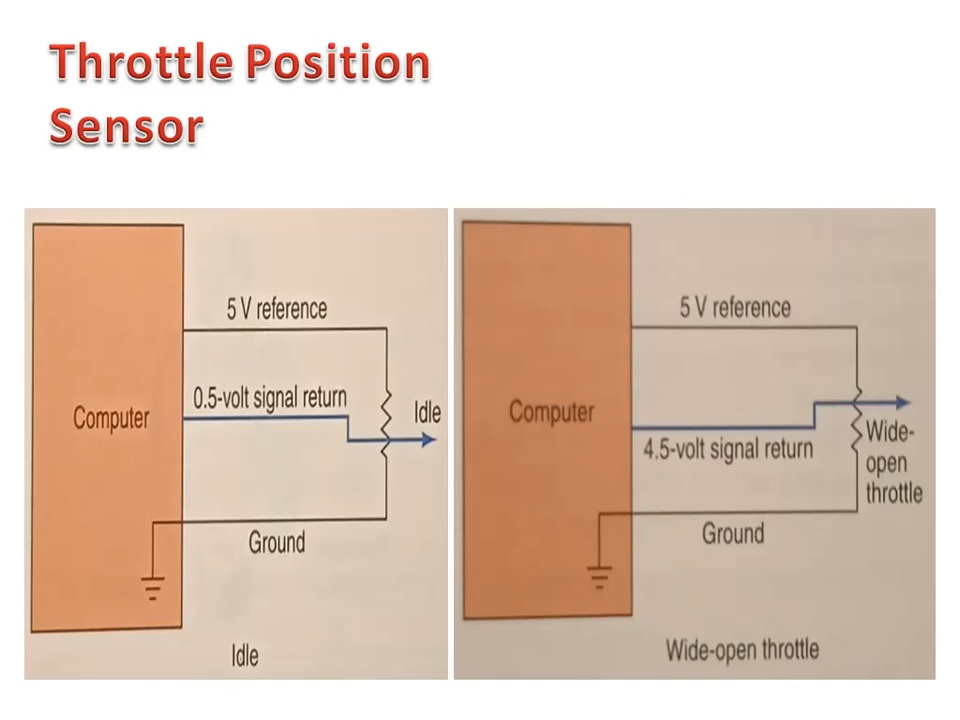 Throttle Position
Sensor
5 V reference
0.5-volt signal return
Computer
Idle
Ground
Idle
5 V reference
Computer
4.5-volt signal return
Wide-
open
throttle
Ground
Wide-open throttle